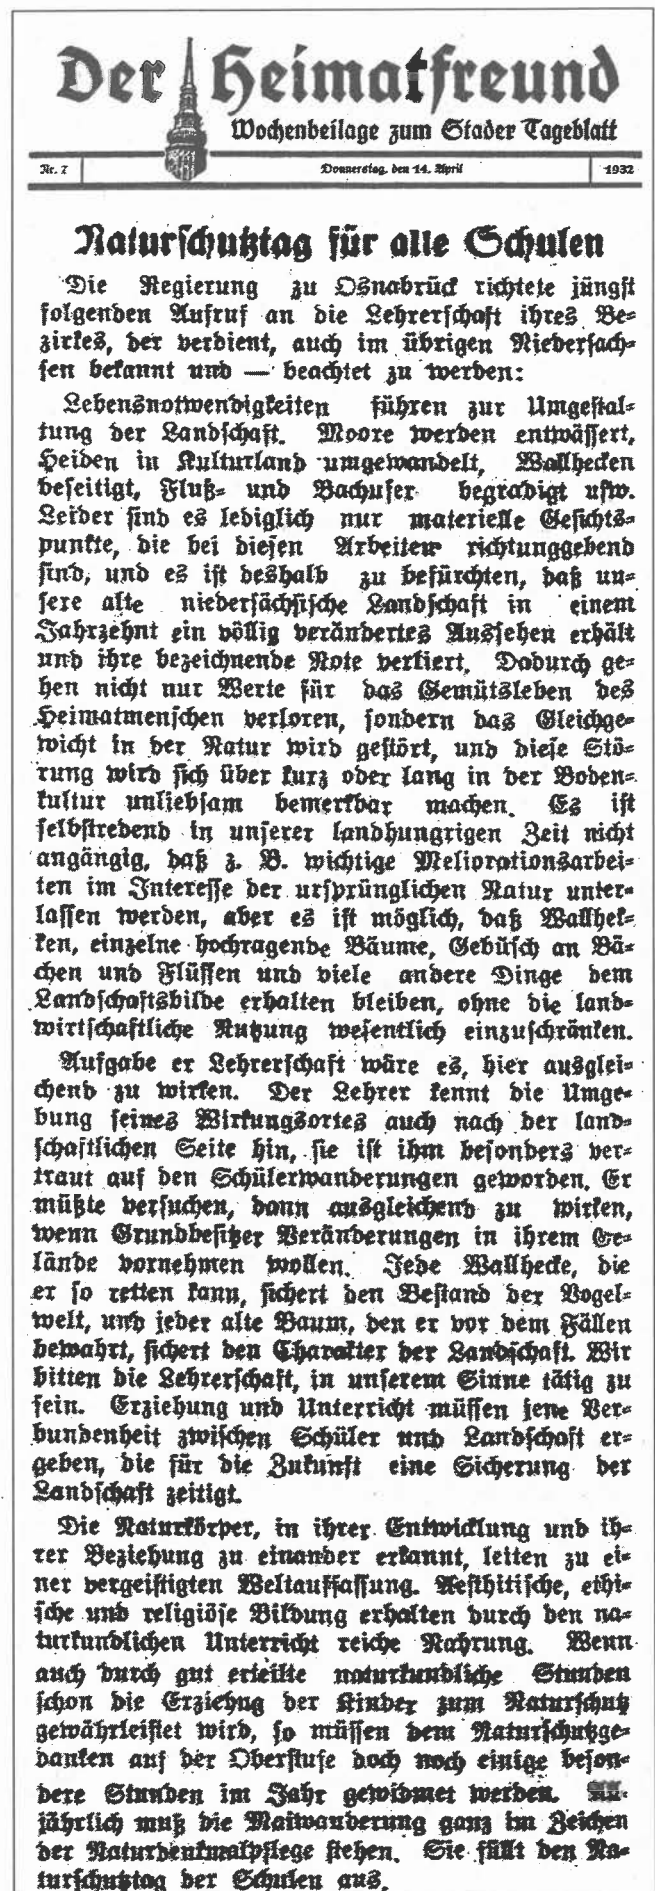 Der Heimatfreund
Wochenbeilage zum Stader Tageblatt
Nr. 7
Donnerstag, den 14. April
1932
Naturschutztag für alle Schulen
Die Regierung zu Osnabrück richtete jüngst
folgenden Aufruf an die Lehrerschaft ihres Be-
zirkes, der verdient, auch im übrigen Niedersach-
sen bekannt und — beachtet zu werden:
Lebensnotwendigkeiten führen zur Umgestal-
tung der Landschaft. Moore werden entwässert,
Heiden in Kulturland umgewandelt, Wallhecken
beseitigt, Fluß- und Bachufer begradigt usw.
Leider sind es lediglich nur materielle Gesichts-
punkte, die bei diesen Arbeiten richtunggebend
sind, und es ist deshalb zu befürchten, daß un-
sere alte niedersächsische Landschaft in einem
Jahrzehnt ein völlig verändertes Aussehen erhält
und ihre bezeichnende Note verliert. Dadurch ge-
hen nicht nur Werte für das Gemütsleben des
Heimatmenschen verloren, sondern das Gleichge-
wicht in der Natur wird gestört, und diese Stö-
rung wird sich über kurz oder lang in der Boden-
kultur unliebsam bemerkbar machen. Es ist
selbstredend in unserer landhungrigen Zeit nicht
angängig, daß z. B. wichtige Meliorationsarbei-
ten im Interesse der ursprünglichen Natur unter-
lassen werden, aber es ist möglich, daß Wallhek-
ken, einzelne hochragende Bäume, Gebüsch an Bä-
chen und Flüssen und viele andere Dinge dem
Landschaftsbilde erhalten bleiben, ohne die land-
wirtschaftliche Nutzung wesentlich einzuschränken.
Aufgabe er Lehrerschaft wäre es, hier ausglei-
chend zu wirken. Der Lehrer kennt die Umge-
bung seines Wirkungsortes auch nach der land-
schaftlichen Seite hin, sie ist ihm besonders ver-
traut auf den Schülerwanderungen geworden. Er
müßte versuchen, dann ausgleichend zu wirken,
wenn Grundbesitzer Veränderungen in ihrem Ge-
lände vornehmen wollen. Jede Wallhecke, die
er so retten kann, sichert den Bestand der Vogel-
welt, und jeder alte Baum, den er vor dem Fällen
bewahrt, sichert den Charakter der Landschaft. Wir
bitten die Lehrerschaft, in unserem Sinne tätig zu
sein. Erziehung und Unterricht müssen jene Ver-
bundenheit zwischen Schüler und Landschaft er-
geben, die für die Zukunft eine Sicherung der
Landschaft zeitigt.
Die Naturkörper, in ihrer Entwicklung und ih-
rer Beziehung zu einander erkannt, leiten zu ei-
ner vergeistigten Weltauffassung. Aesthitische, ethi-
sche und religiöse Bildung erhalten durch den na-
turkundlichen Unterricht reiche Nahrung. Wenn
auch durch gut erteilte naturkundliche Stunden
schon die Erziehug der Kinder zum Naturschutz
gewährleistet wird, so müssen dem Naturschutzge-
danken auf der Oberstufe doch noch einige beson-
dere Stunden im Jahr gewidmet werden.
jährlich muß die Maiwanderung ganz im Zeichen
der Naturdenkmalpflege stehen. Sie füllt den Na-
turschutztag der Schulen aus.